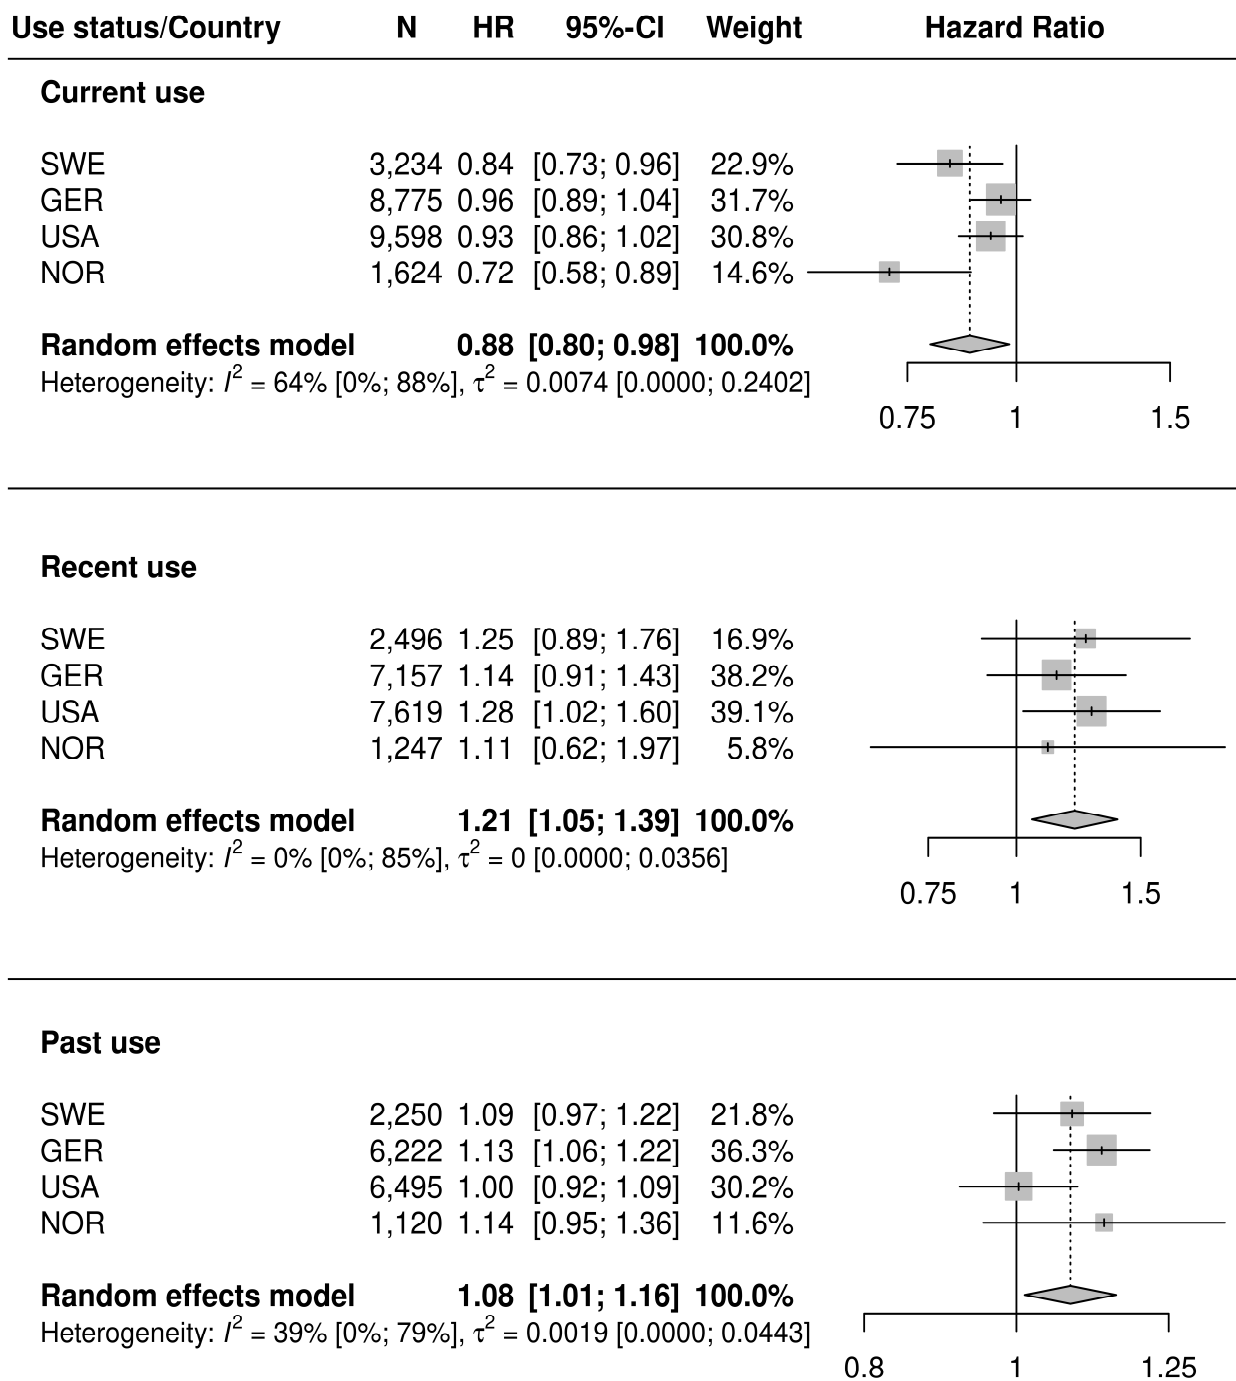 Use status/Country N HR 95%-CI Weight Hazard Ratio
Current use
SWE 3,234 0.84 [0.73; 0.96] 22.9%
GER 8,775 0.96 [0.89; 1.04] 31.7%
USA 9,598 0.93 [0.86; 1.02] 30.8%
NOR 1,624 0.72 [0.58; 0.89] 14.6%
Random effects model 0.88 [0.80; 0.98] 100.0%
Heterogeneity: I² = 64% [0%; 88%], τ² = 0.0074 [0.0000; 0.2402]
0.75 1 1.5
Recent use
SWE 2,496 1.25 [0.89; 1.76] 16.9%
GER 7,157 1.14 [0.91; 1.43] 38.2%
USA 7,619 1.28 [1.02; 1.60] 39.1%
NOR 1,247 1.11 [0.62; 1.97] 5.8%
Random effects model 1.21 [1.05; 1.39] 100.0%
Heterogeneity: I² = 0% [0%; 85%], τ² = 0 [0.0000; 0.0356]
0.75 1 1.5
Past use
SWE 2,250 1.09 [0.97; 1.22] 21.8%
GER 6,222 1.13 [1.06; 1.22] 36.3%
USA 6,495 1.00 [0.92; 1.09] 30.2%
NOR 1,120 1.14 [0.95; 1.36] 11.6%
Random effects model 1.08 [1.01; 1.16] 100.0%
Heterogeneity: I² = 39% [0%; 79%], τ² = 0.0019 [0.0000; 0.0443]
0.8 1 1.25